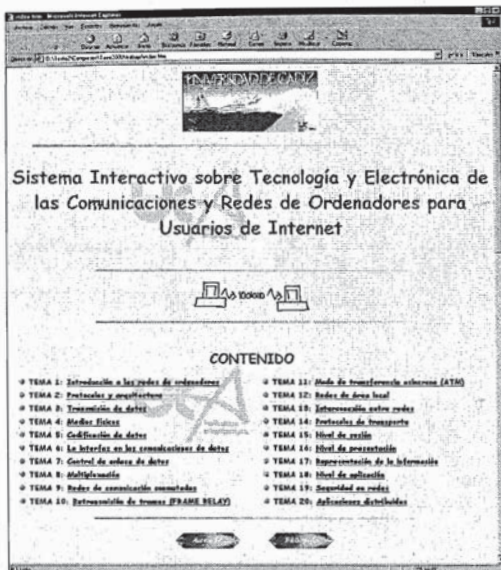 Microsoft Internet Explorer
UNIVERSIDAD DE CADIZ
Sistema Interactivo sobre Tecnología y Electrónica de
las Comunicaciones y Redes de Ordenadores para
Usuarios de Internet
CONTENIDO
TEMA 1: Introducción a las redes de ordenadores
TEMA 2: Protocolos y arquitectura
TEMA 3: Transmisión de datos
TEMA 4: Medios físicos
TEMA 5: Codificación de datos
TEMA 6: La interfaz en las comunicaciones de datos
TEMA 7: Control de enlace de datos
TEMA 8: Multiplexación
TEMA 9: Redes de comunicación conmutadas
TEMA 10: Retransmisión de tramas (FRAME RELAY)
TEMA 11: Modo de transferencia asíncrona (ATM)
TEMA 12: Redes de área local
TEMA 13: Interconexión entre redes
TEMA 14: Protocolos de transporte
TEMA 15: Nivel de sesión
TEMA 16: Nivel de presentación
TEMA 17: Representación de la información
TEMA 18: Nivel de aplicación
TEMA 19: Seguridad en redes
TEMA 20: Aplicaciones distribuidas